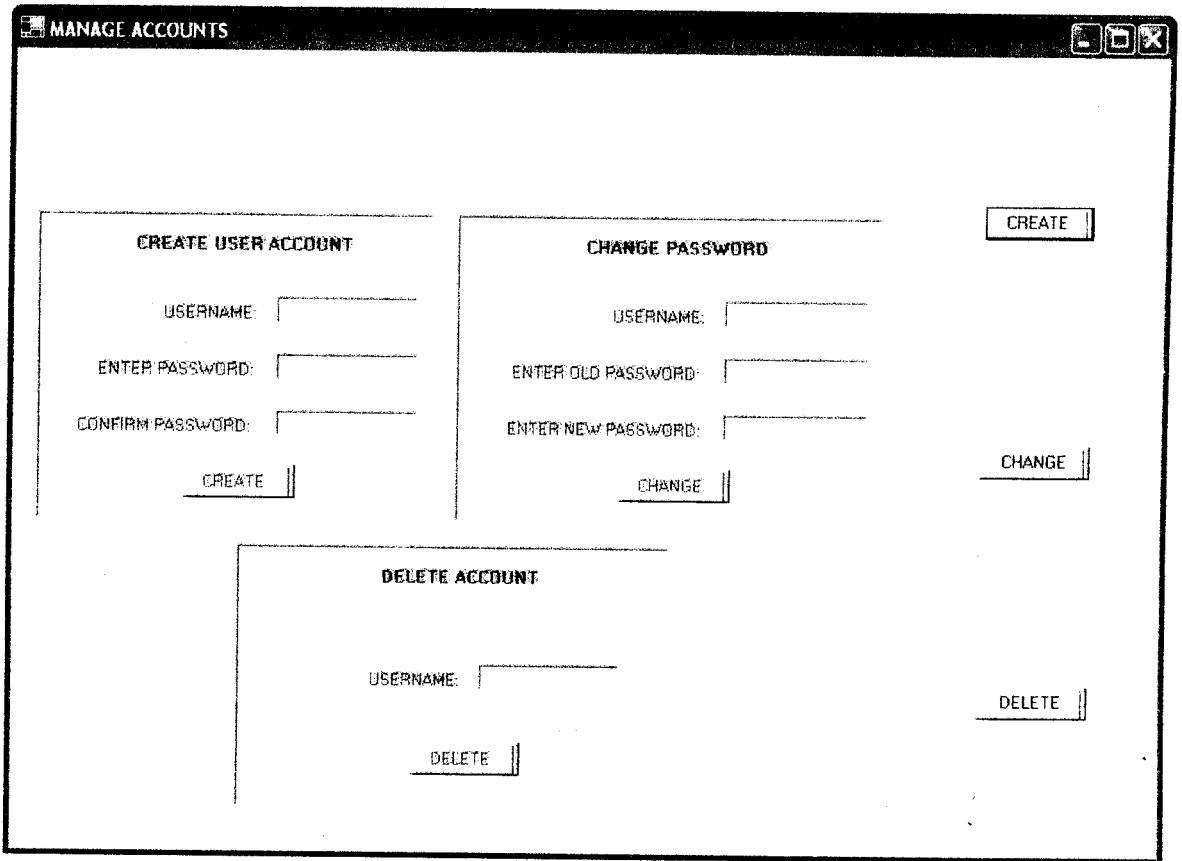 MANAGE ACCOUNTS
CREATE USER ACCOUNT
USERNAME:
ENTER PASSWORD:
CONFIRM PASSWORD:
CREATE
CHANGE PASSWORD
USERNAME:
ENTER OLD PASSWORD:
ENTER NEW PASSWORD:
CHANGE
CREATE
CHANGE
DELETE ACCOUNT
USERNAME:
DELETE
DELETE